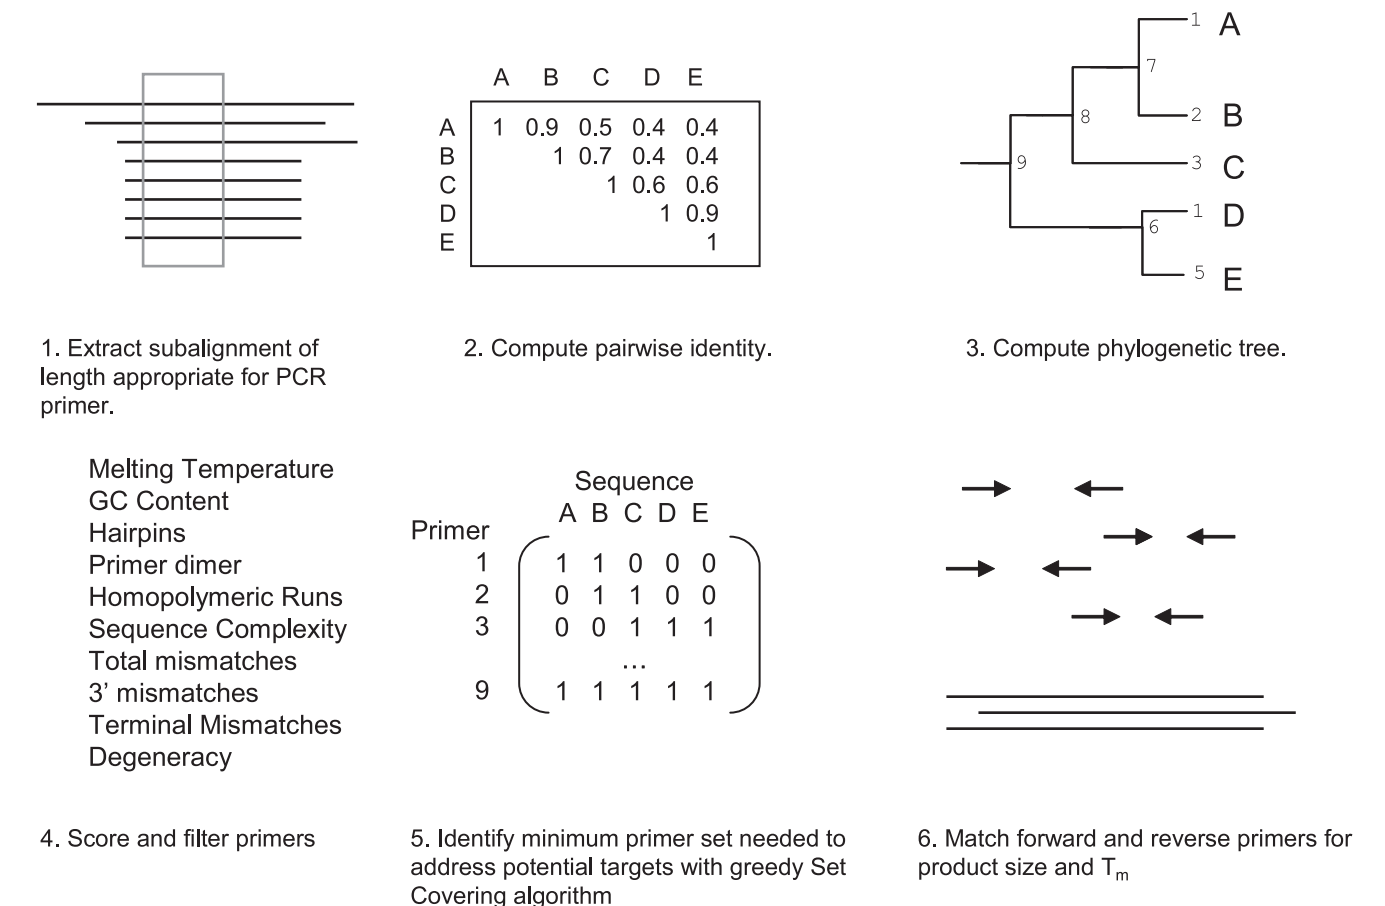 A B C D E
A 1 0.9 0.5 0.4 0.4
B 1 0.7 0.4 0.4
C 1 0.6 0.6
D 1 0.9
E 1
1 A
7
2 B
8
3 C
9
1 D
6
5 E
1. Extract subalignment of
length appropriate for PCR
primer.
2. Compute pairwise identity.
3. Compute phylogenetic tree.
Melting Temperature
GC Content
Hairpins
Primer dimer
Homopolymeric Runs
Sequence Complexity
Total mismatches
3’ mismatches
Terminal Mismatches
Degeneracy
Sequence
A B C D E
Primer
1 1 1 0 0 0
2 0 1 1 0 0
3 0 0 1 1 1
...
9 1 1 1 1 1
4. Score and filter primers
5. Identify minimum primer set needed to
address potential targets with greedy Set
Covering algorithm
6. Match forward and reverse primers for
product size and Tm